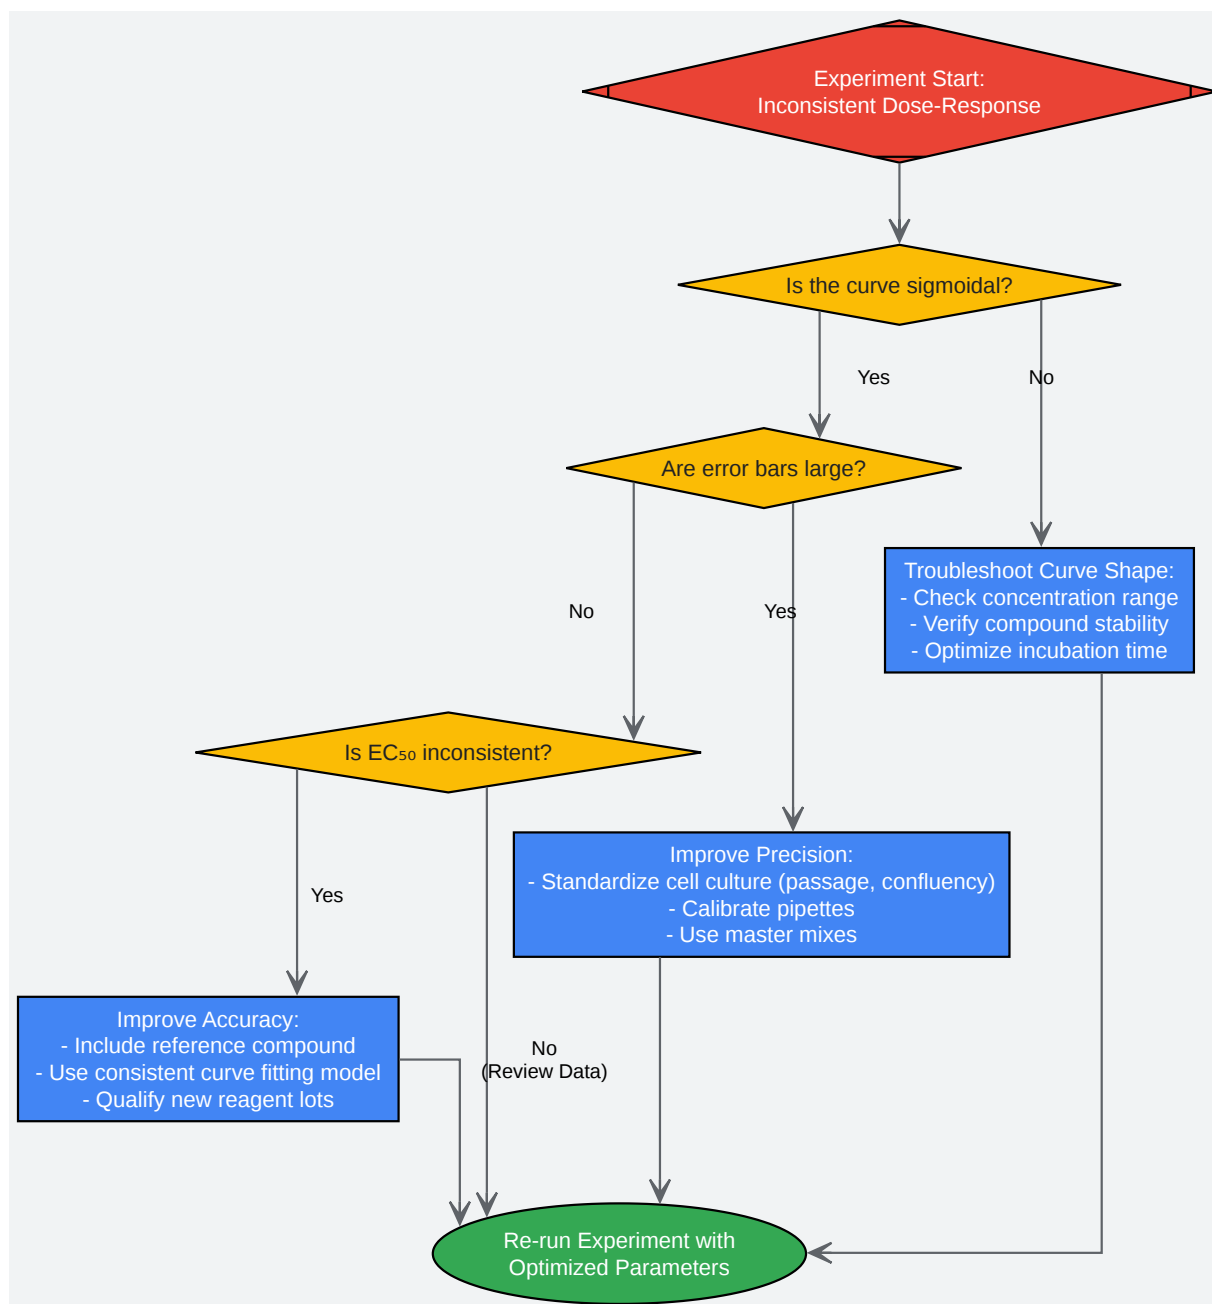 Experiment Start:
Inconsistent Dose-Response
Is the curve sigmoidal?
Yes
No
Are error bars large?
Troubleshoot Curve Shape:
- Check concentration range
- Verify compound stability
- Optimize incubation time
No
Yes
Is EC₅₀ inconsistent?
Improve Precision:
- Standardize cell culture (passage, confluency)
- Calibrate pipettes
- Use master mixes
Yes
Improve Accuracy:
- Include reference compound
- Use consistent curve fitting model
- Qualify new reagent lots
No
(Review Data)
Re-run Experiment with
Optimized Parameters